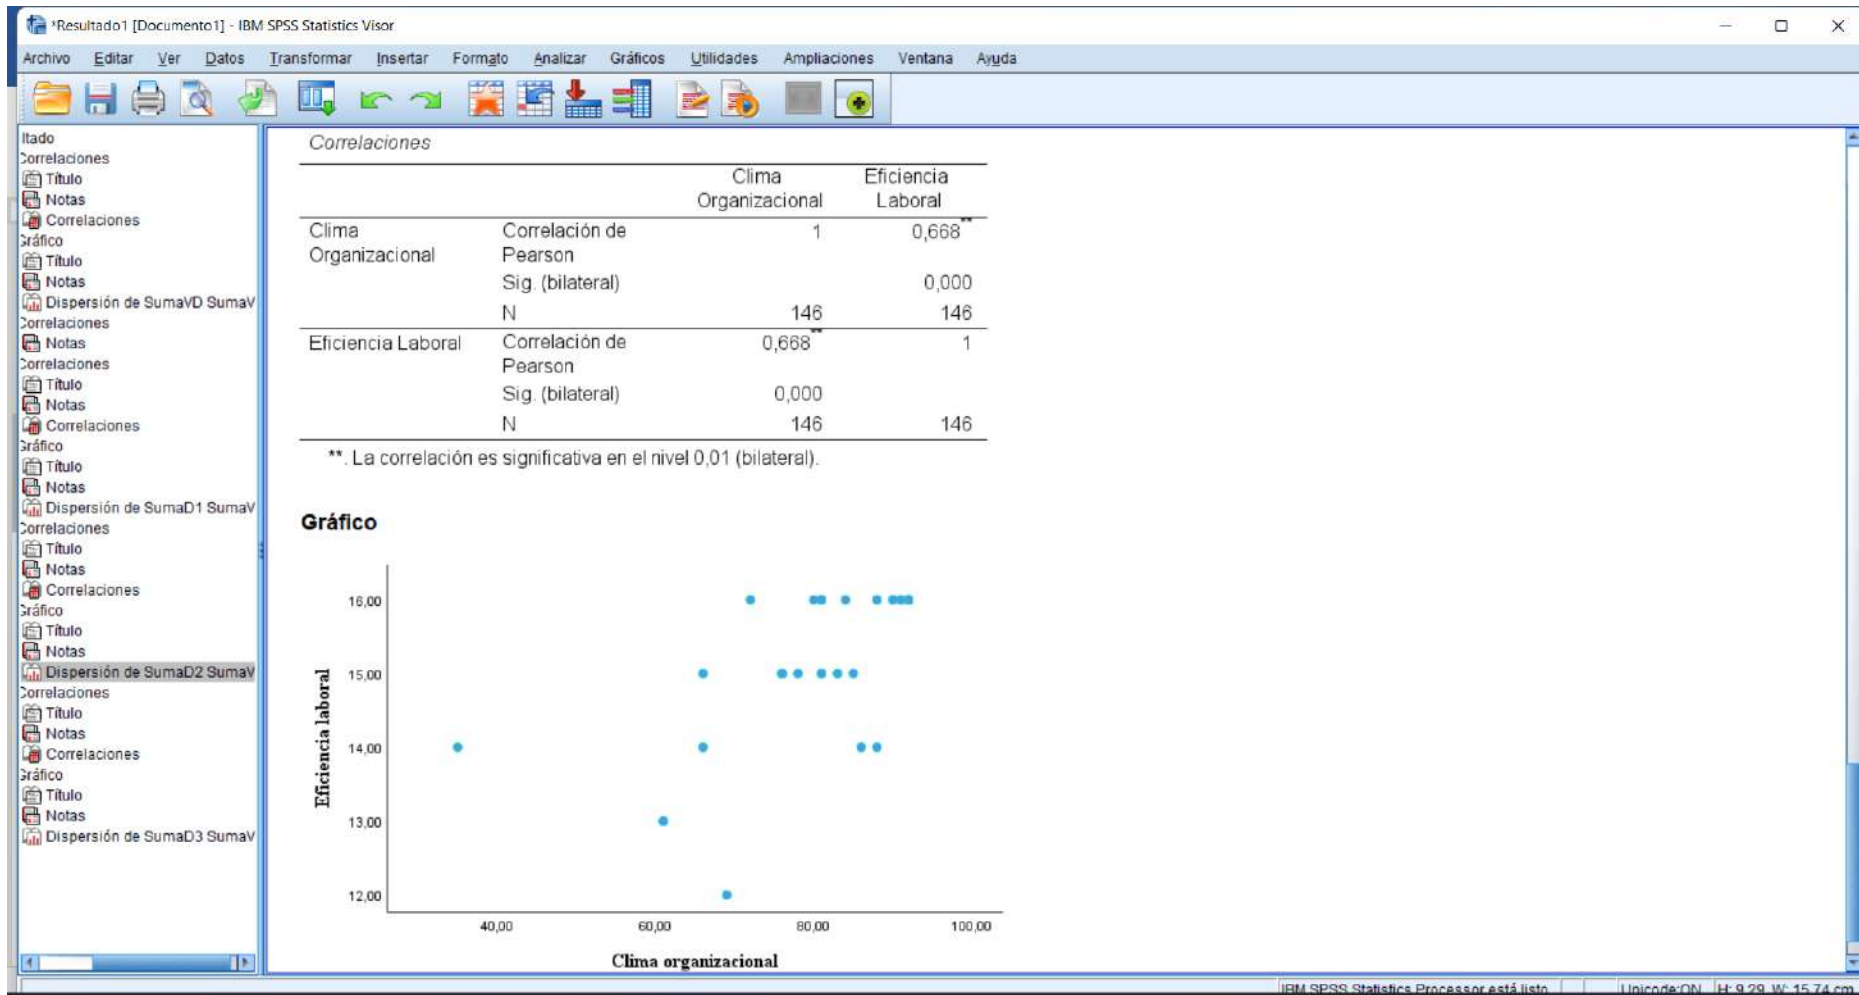 *Resultado1 [Documento1] - IBM SPSS Statistics Visor
Archivo Editar Ver Datos Transformar Insertar Formato Analizar Gráficos Utilidades Ampliaciones Ventana Ayuda
ltado
Correlaciones
Título
Notas
Correlaciones
Gráfico
Título
Notas
Dispersión de SumaVD SumaV
Correlaciones
Notas
Correlaciones
Título
Notas
Correlaciones
Gráfico
Título
Notas
Dispersión de SumaD1 SumaV
Correlaciones
Título
Notas
Correlaciones
Gráfico
Título
Notas
Dispersión de SumaD2 SumaV
Correlaciones
Título
Notas
Correlaciones
Gráfico
Título
Notas
Dispersión de SumaD3 SumaV
Correlaciones
Clima Eficiencia
Organizacional Laboral
Clima Correlación de 1 0,668**
Organizacional Pearson
Sig. (bilateral) 0,000
N 146 146
Eficiencia Laboral Correlación de 0,668** 1
Pearson
Sig. (bilateral) 0,000
N 146 146
**. La correlación es significativa en el nivel 0,01 (bilateral).
Gráfico
Eficiencia laboral
16,00
15,00
14,00
13,00
12,00
40,00 60,00 80,00 100,00
Clima organizacional
IBM SPSS Statistics Processor está listo Unicode:ON H: 9,29, W: 15,74 cm